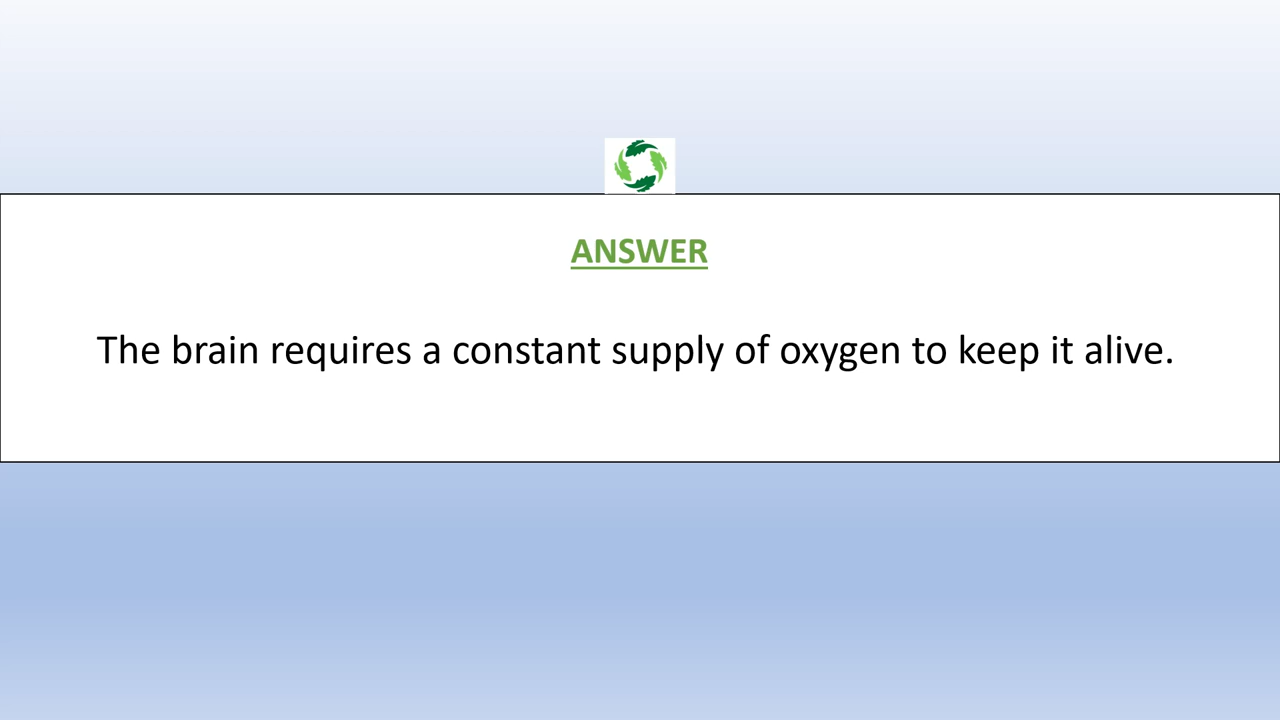 ANSWER
The brain requires a constant supply of oxygen to keep it alive.